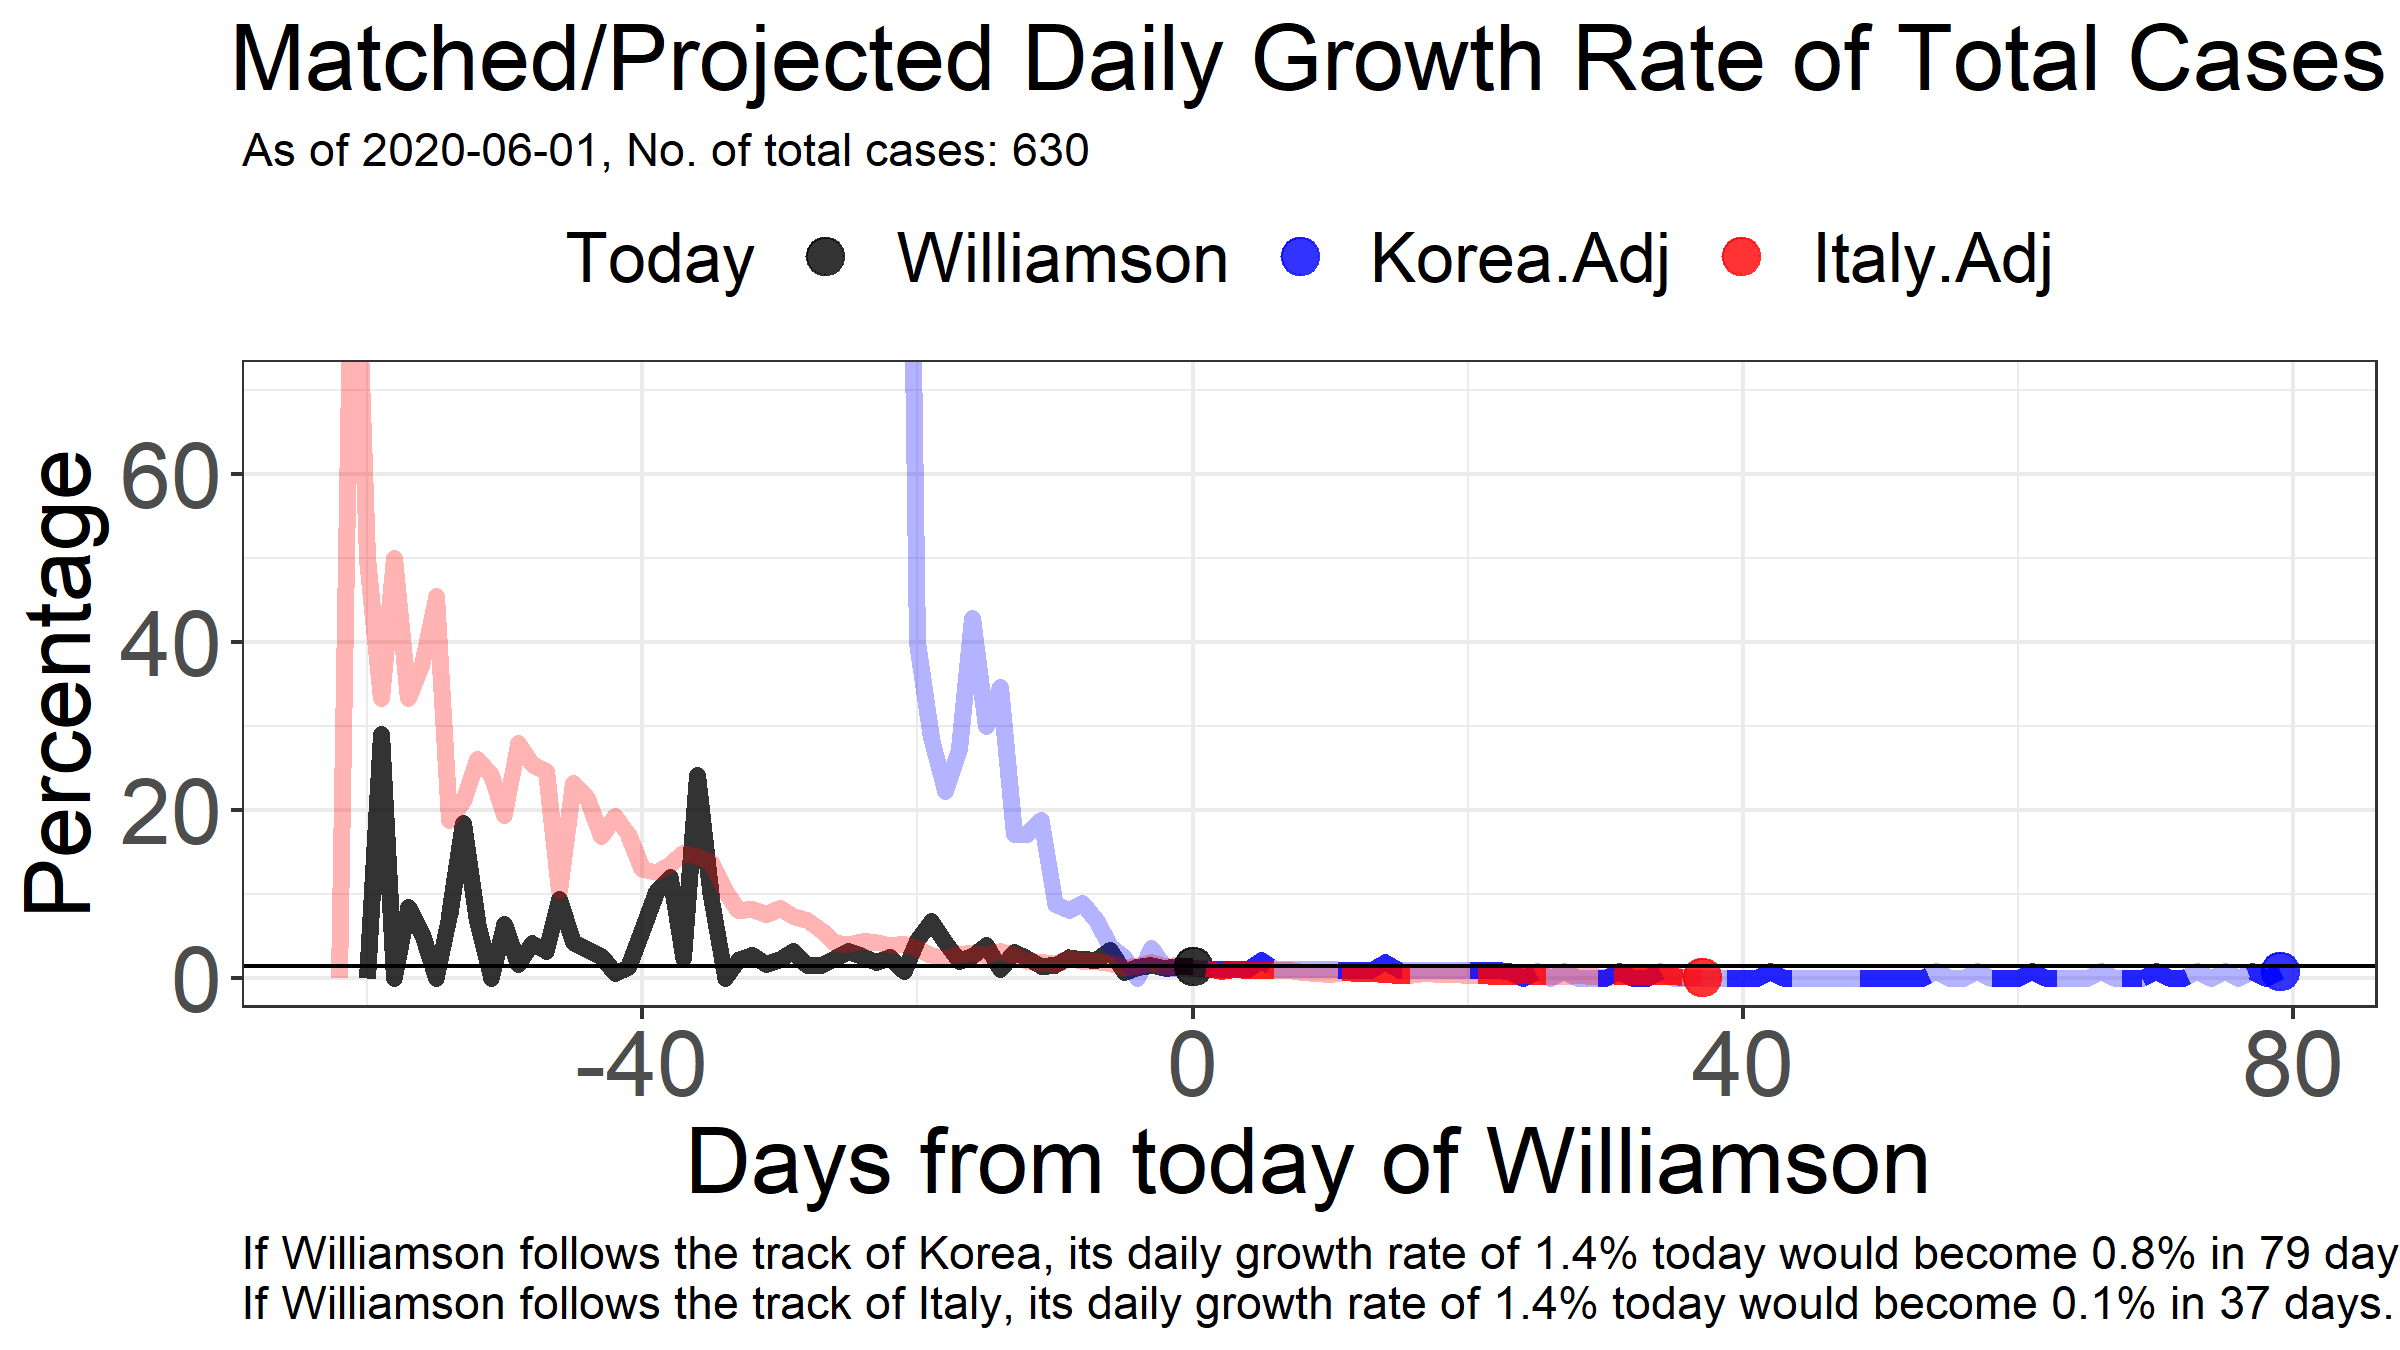 Matched/Projected Daily Growth Rate of Total Cases
As of 2020-06-01, No. of total cases: 630
Today Williamson Korea.Adj Italy.Adj
Percentage
60
40
20
0
-40 0 40 80
Days from today of Williamson
If Williamson follows the track of Korea, its daily growth rate of 1.4% today would become 0.8% in 79 day
If Williamson follows the track of Italy, its daily growth rate of 1.4% today would become 0.1% in 37 days.